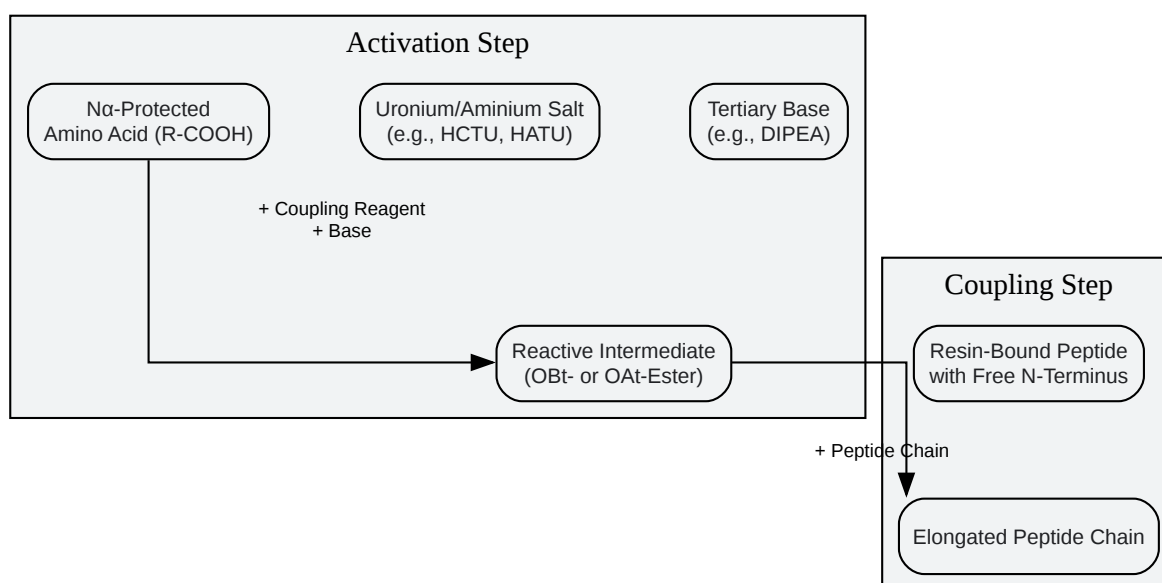 Activation Step
Nα-Protected
Amino Acid (R-COOH)
Uronium/Aminium Salt
(e.g., HCTU, HATU)
Tertiary Base
(e.g., DIPEA)
+ Coupling Reagent
+ Base
Reactive Intermediate
(OBt- or OAt-Ester)
Coupling Step
Resin-Bound Peptide
with Free N-Terminus
+ Peptide Chain
Elongated Peptide Chain